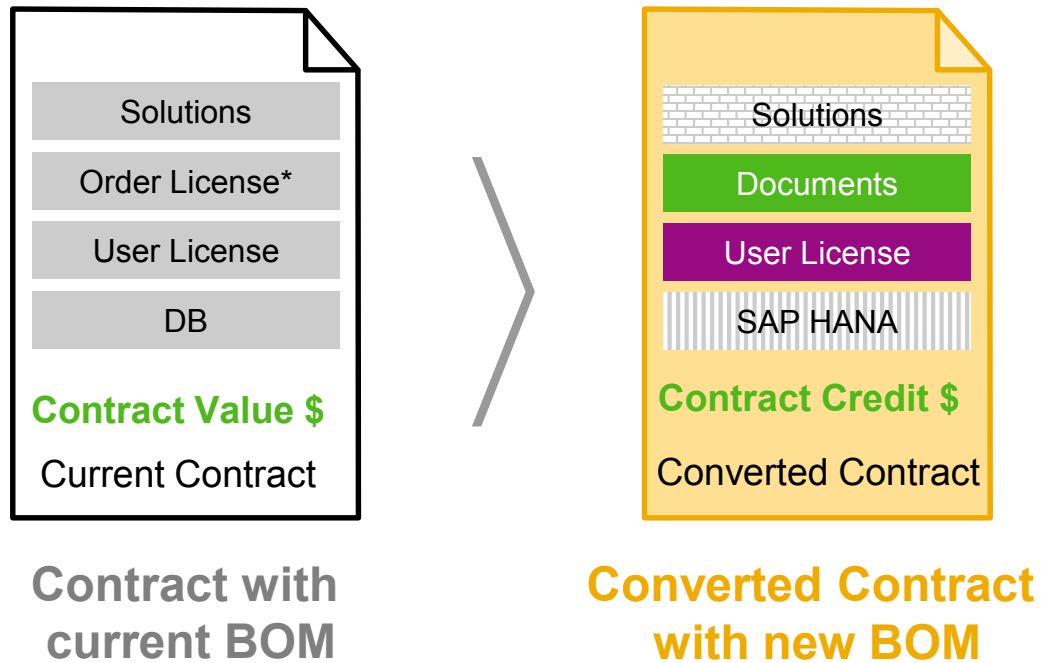 Solutions
Order License*
User License
DB
Contract Value $
Current Contract
Contract with
current BOM
Solutions
Documents
User License
SAP HANA
Contract Credit $
Converted Contract
Converted Contract
with new BOM